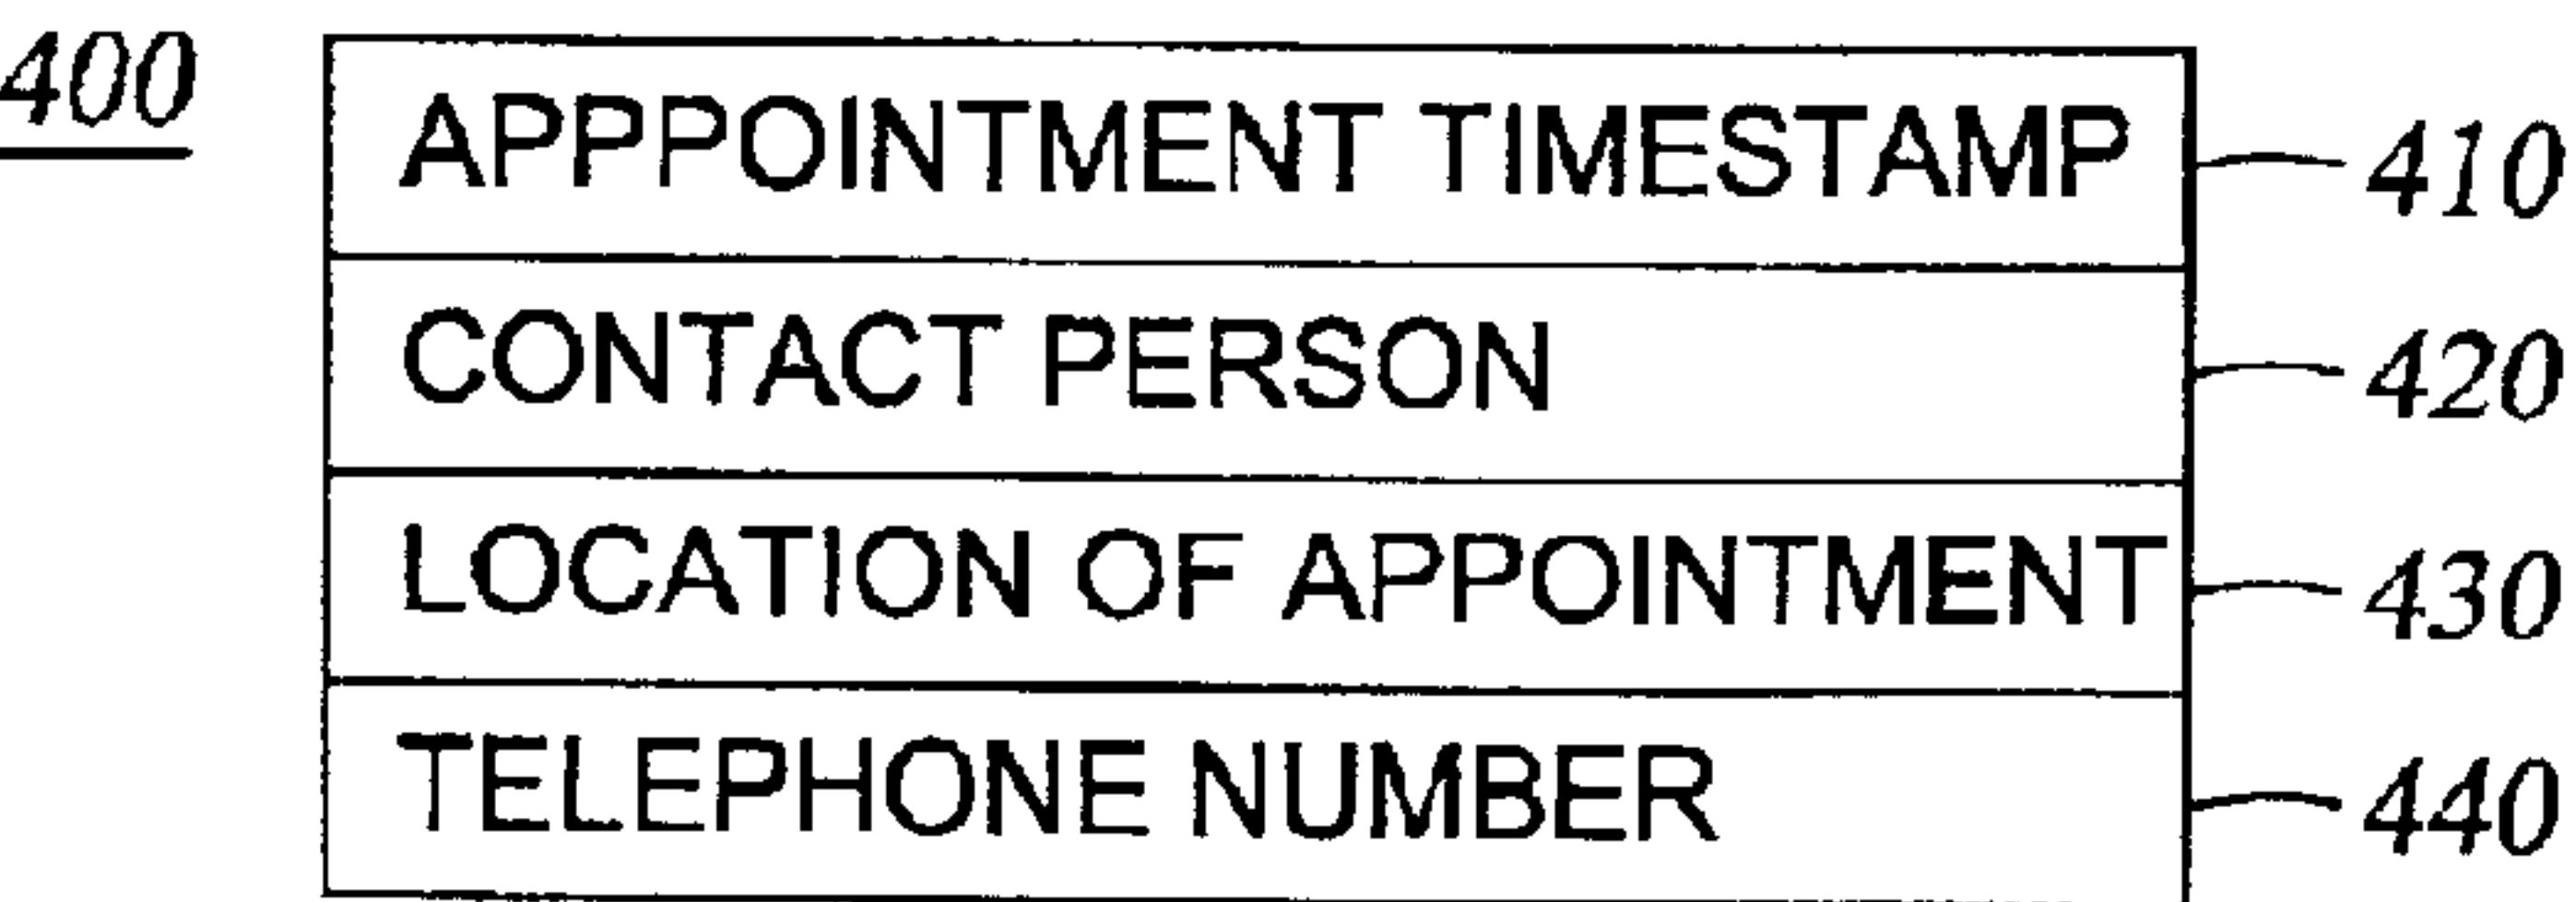 400
APPPOINTMENT TIMESTAMP 410
CONTACT PERSON 420
LOCATION OF APPOINTMENT 430
TELEPHONE NUMBER 440